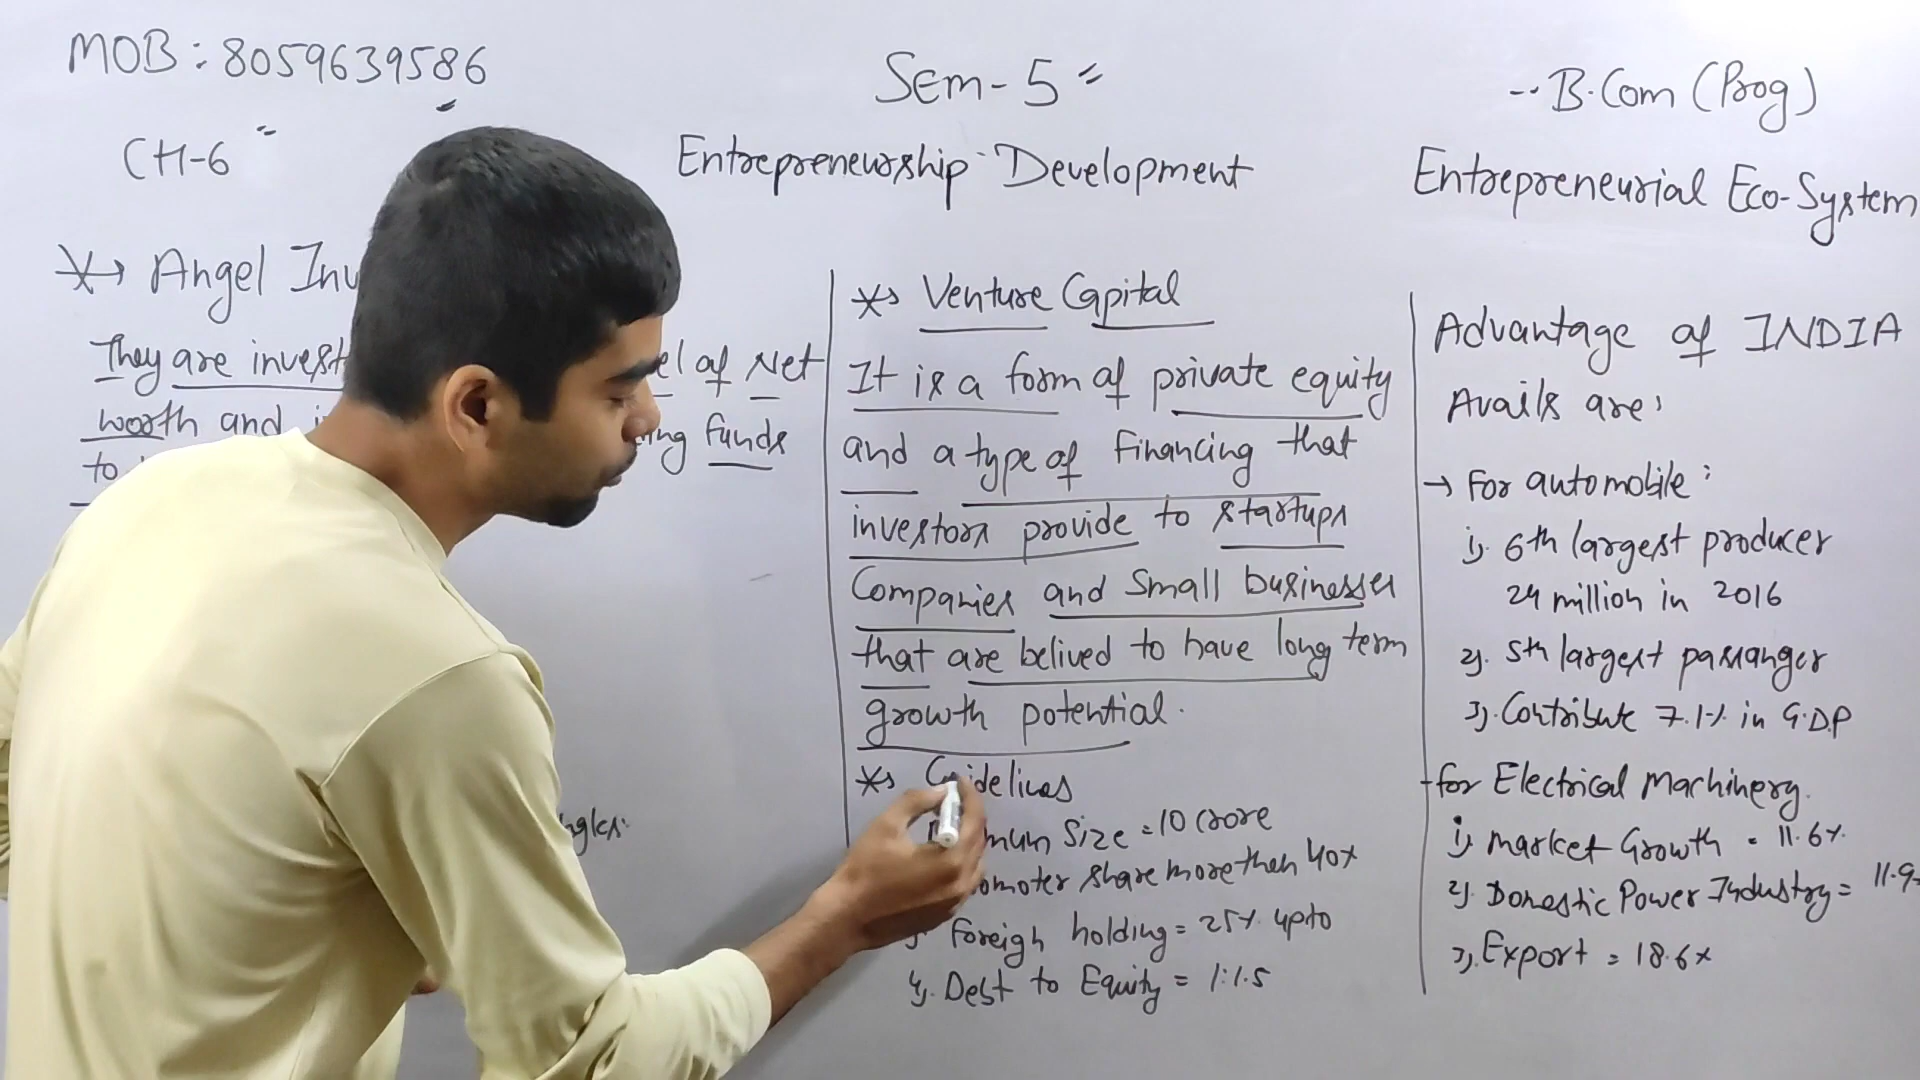 MOB: 8059639586
Sem-5
B.Com (Prog)
CH-6
Entrepreneurship Development
Entrepreneurial Eco-System
Angel
They are
of Net
worth and
funds
to
Venture Capital
It is a form of private equity
and a type of financing that
investors provide to startups
Companies and Small businesses
that are belived to have long term
growth potential.
Guidelines
Size = 10 crore
share more then 40%
foreign holding = 25% upto
4). Debt to Equity = 1:1.5
Advantage of INDIA
Avails are:
→ For automobile:
1). 6th largest producer
24 million in 2016
2). 5th largest passanger
3). Contribute 7.1% in G.D.P
→ for Electrical Machinery.
1). Market Growth = 11.6%
2). Domestic Power Industry = 11.9
3). Export = 18.6%